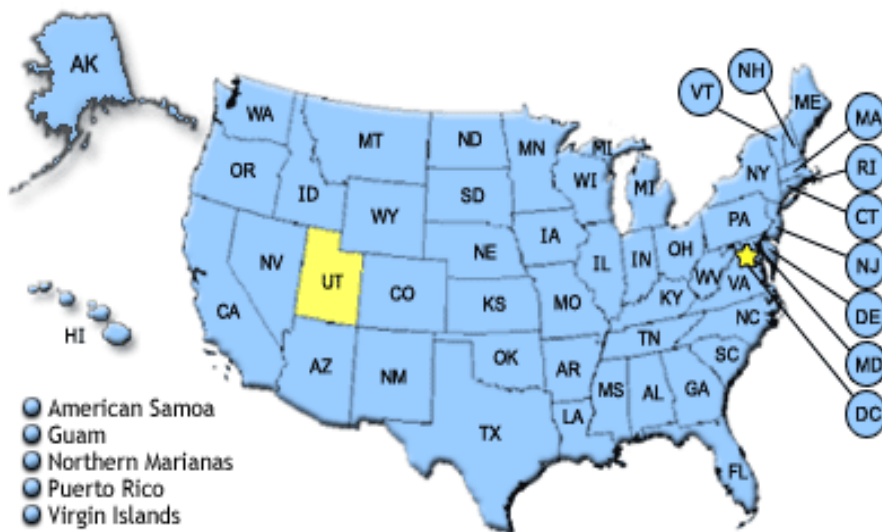 AK
NH
VT
ME
MA
WA
MT
ND
MN
MI
RI
OR
ID
SD
WI
MI
NY
CT
WY
PA
IA
NE
NJ
NV
UT
CO
IL
IN
OH
WV
VA
DE
CA
KS
MO
KY
NC
HI
TN
MD
AZ
NM
OK
AR
SC
MS
AL
GA
DC
LA
TX
FL
American Samoa
Guam
Northern Marianas
Puerto Rico
Virgin Islands